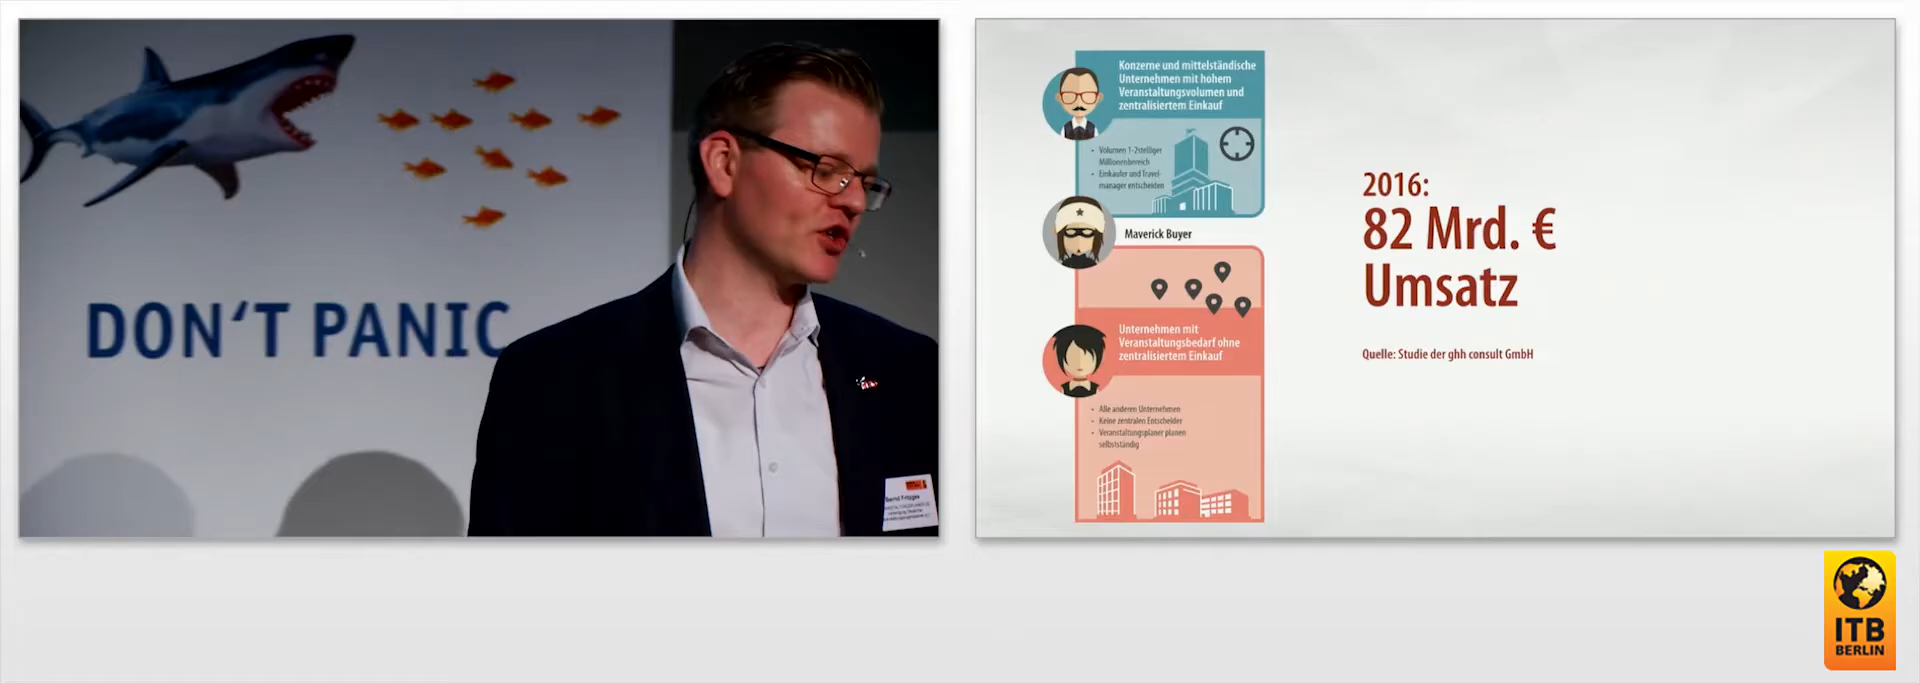 DON'T PANIC
Bernd Fritzges
Konzerne und mittelständische
Unternehmen mit hohem
Veranstaltungsvolumen und
zentralisiertem Einkauf
• Volumen 1-2stelliger
Millionenbereich
• Einkäufer und Travel-
manager entscheiden
Maverick Buyer
Unternehmen mit
Veranstaltungsbedarf ohne
zentralisiertem Einkauf
• Alle anderen Unternehmen
• Keine zentralen Entscheider
• Veranstaltungsplaner planen
selbstständig
2016:
82 Mrd. €
Umsatz
Quelle: Studie der ghh consult GmbH
ITB
BERLIN